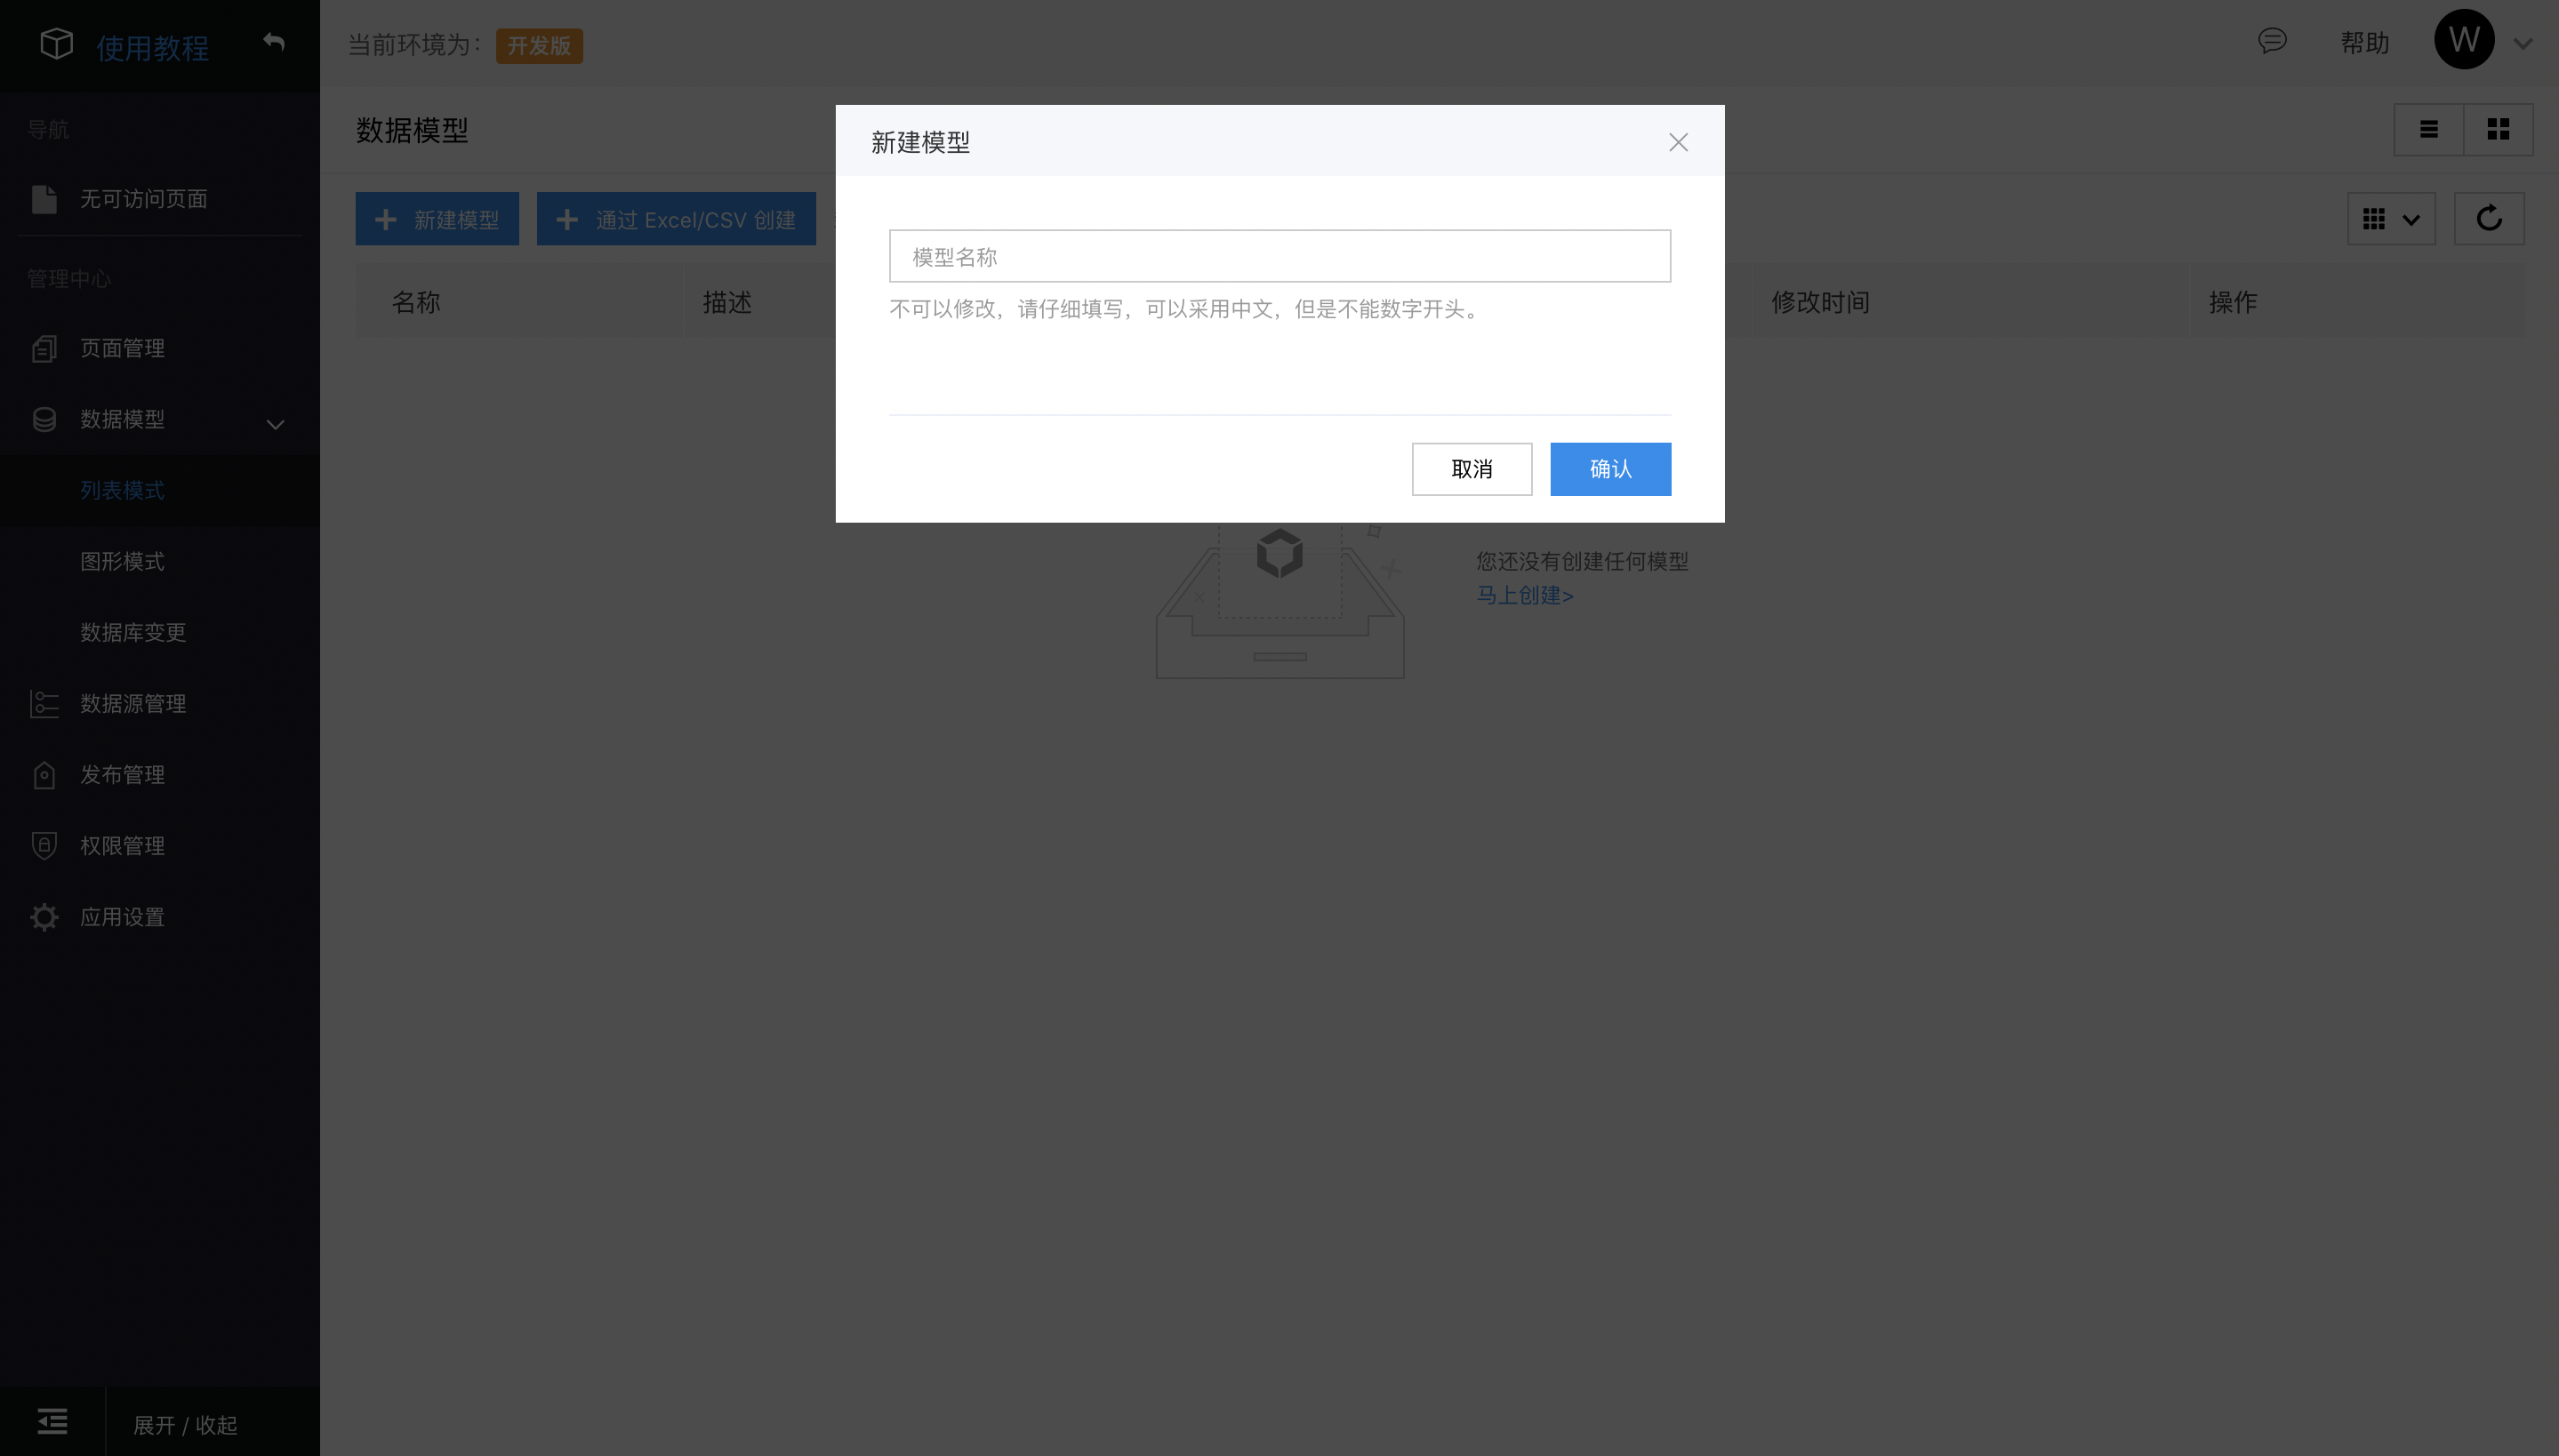 使用教程
当前环境为：
开发版
帮助
W
导航
无可访问页面
管理中心
页面管理
数据模型
列表模式
图形模式
数据库变更
数据源管理
发布管理
权限管理
应用设置
展开 / 收起
数据模型
新建模型
通过 Excel/CSV 创建
名称
描述
修改时间
操作
新建模型
模型名称
不可以修改，请仔细填写，可以采用中文，但是不能数字开头。
取消
确认
您还没有创建任何模型
马上创建>